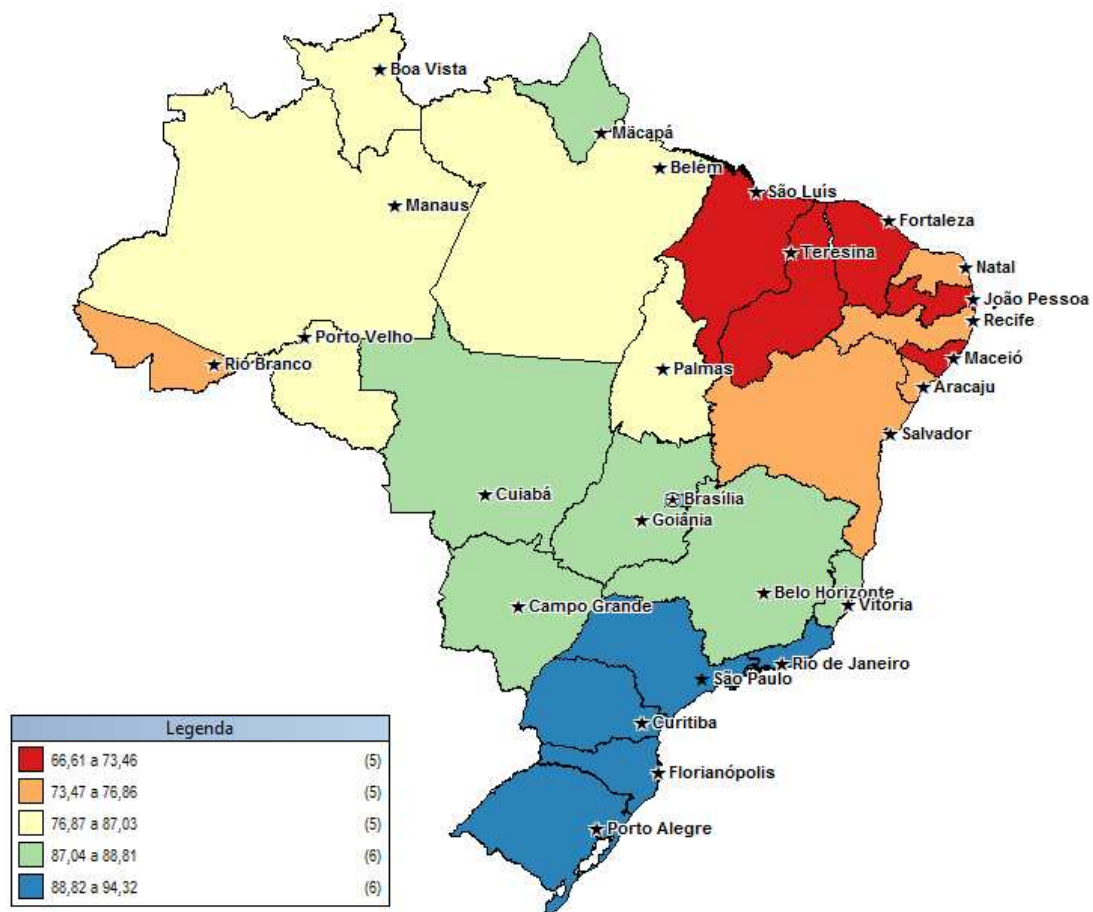 Boa Vista
Macapá
Belém
São Luís
Manaus
Fortaleza
Teresina
Natal
João Pessoa
Recife
Porto Velho
Maceió
Rio Branco
Palmas
Aracaju
Salvador
Cuiabá
Brasília
Goiânia
Belo Horizonte
Campo Grande
Vitória
Rio de Janeiro
São Paulo
Curitiba
Florianópolis
Porto Alegre
Legenda
66,61 a 73,46 (5)
73,47 a 76,86 (5)
76,87 a 87,03 (5)
87,04 a 88,81 (6)
88,82 a 94,32 (6)